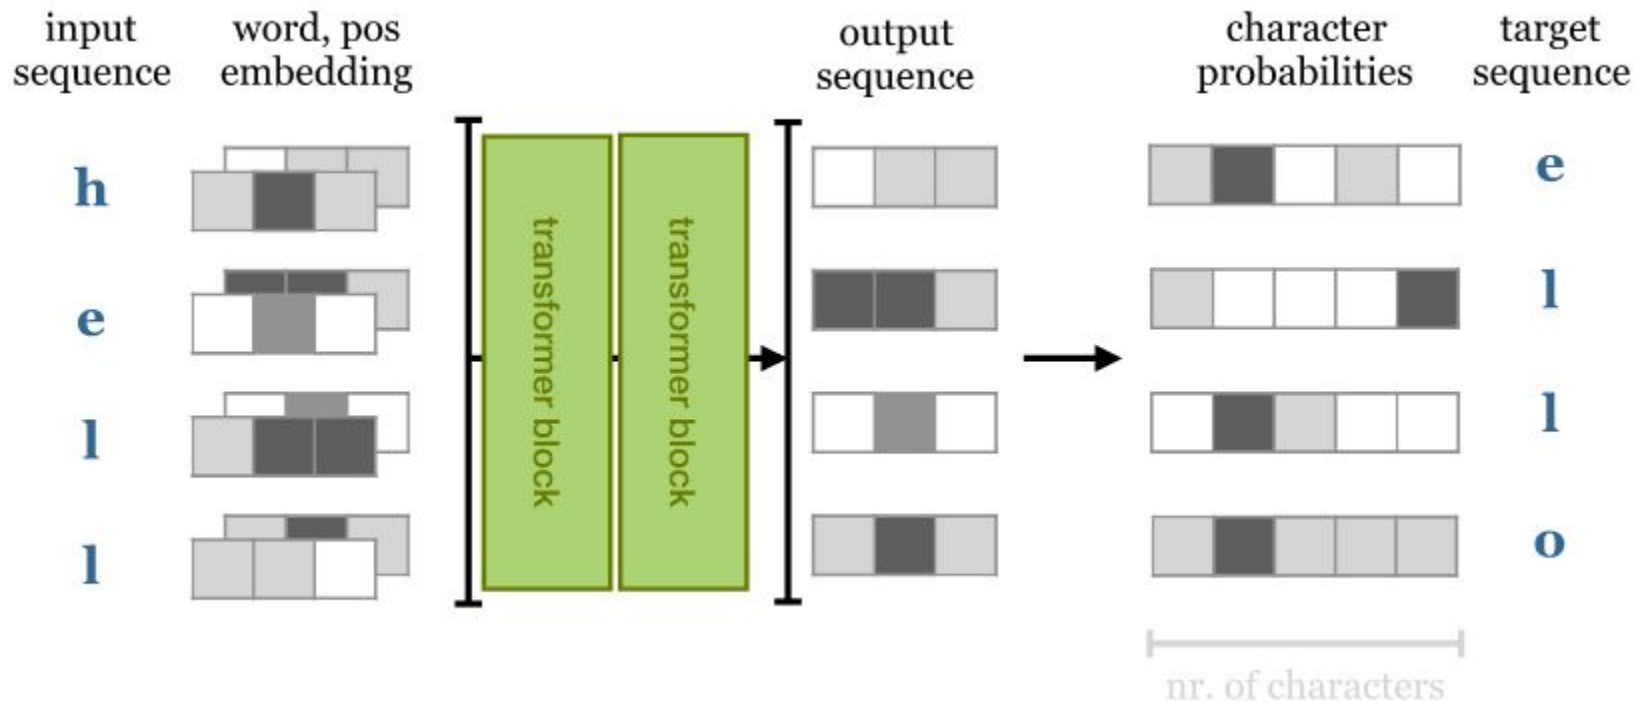 input
sequence
word, pos
embedding
output
sequence
character
probabilities
target
sequence
h
e
l
l
transformer block
transformer block
e
l
l
o
nr. of characters